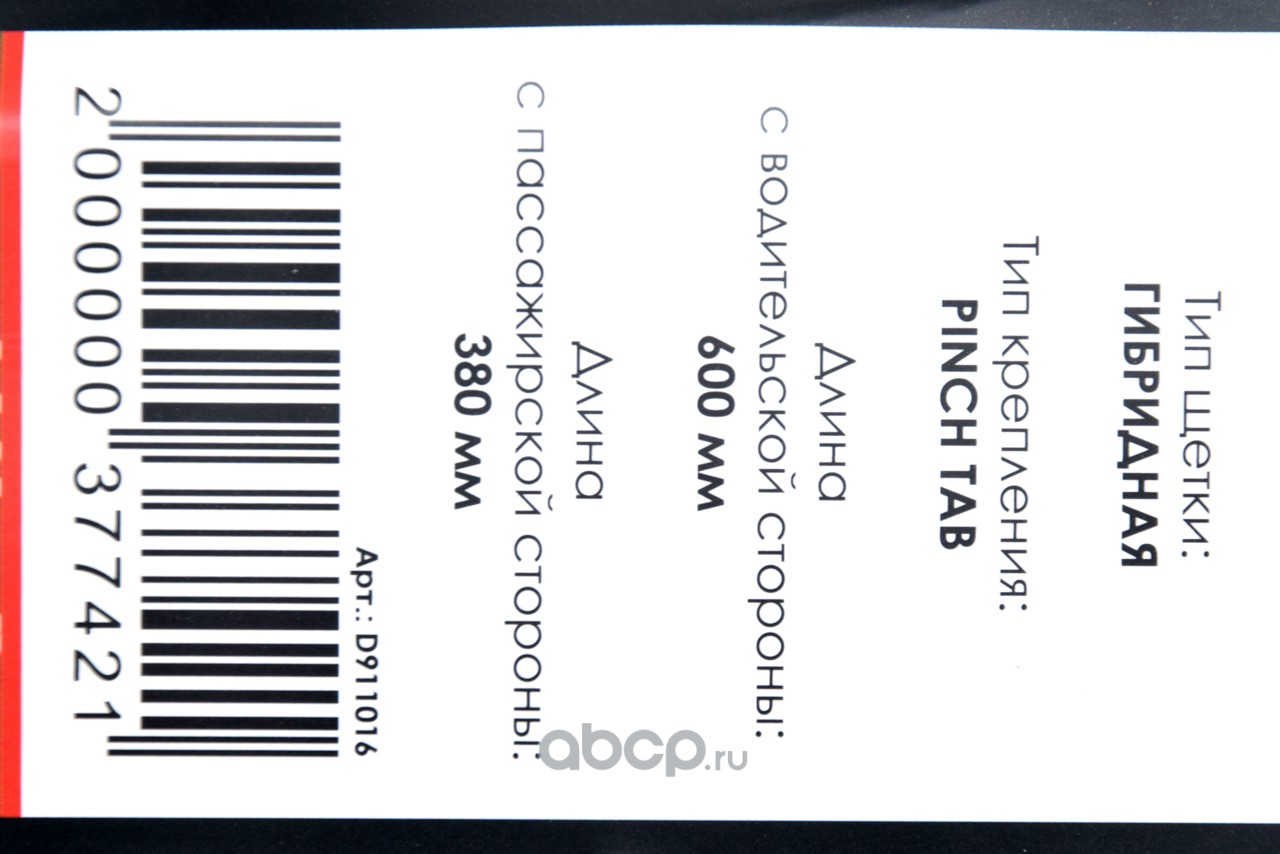 Тип щетки:
ГИБРИДНАЯ
Тип крепления:
PINCH TAB
Длина
с водительской стороны:
600 мм
Длина
с пассажирской стороны:
380 мм
Арт.: D911016
2 000000 377421
abcp.ru